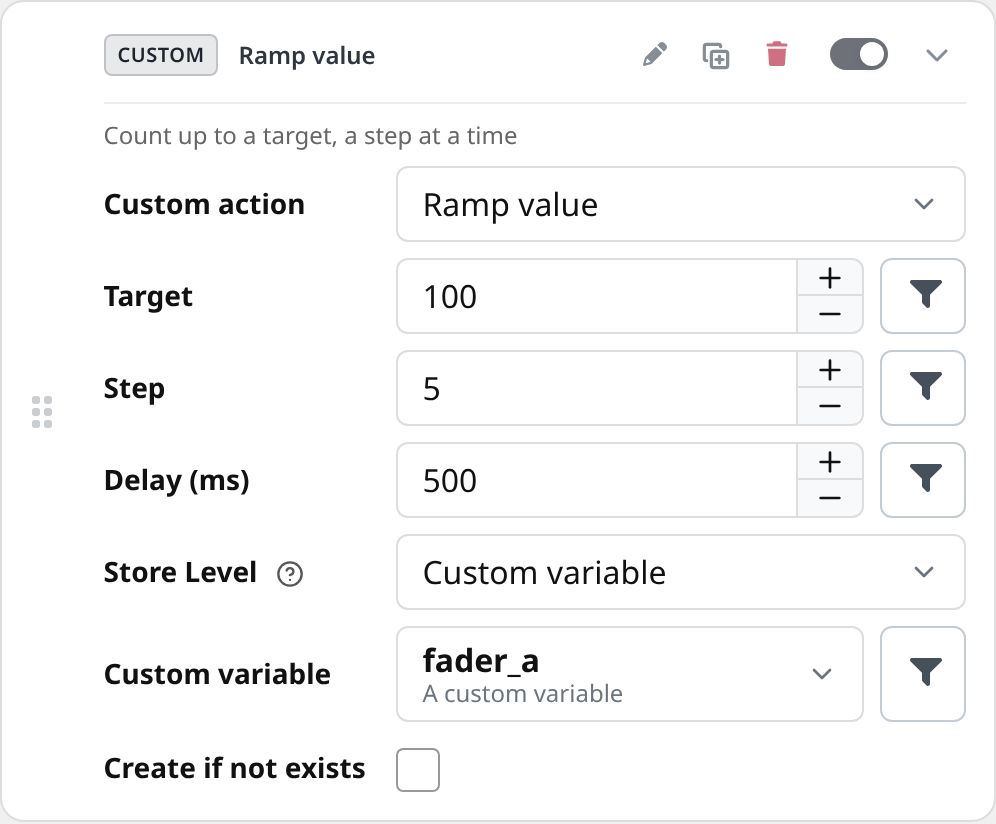 CUSTOM Ramp value
Count up to a target, a step at a time
Custom action Ramp value
Target 100
Step 5
Delay (ms) 500
Store Level Custom variable
Custom variable fader_a
A custom variable
Create if not exists